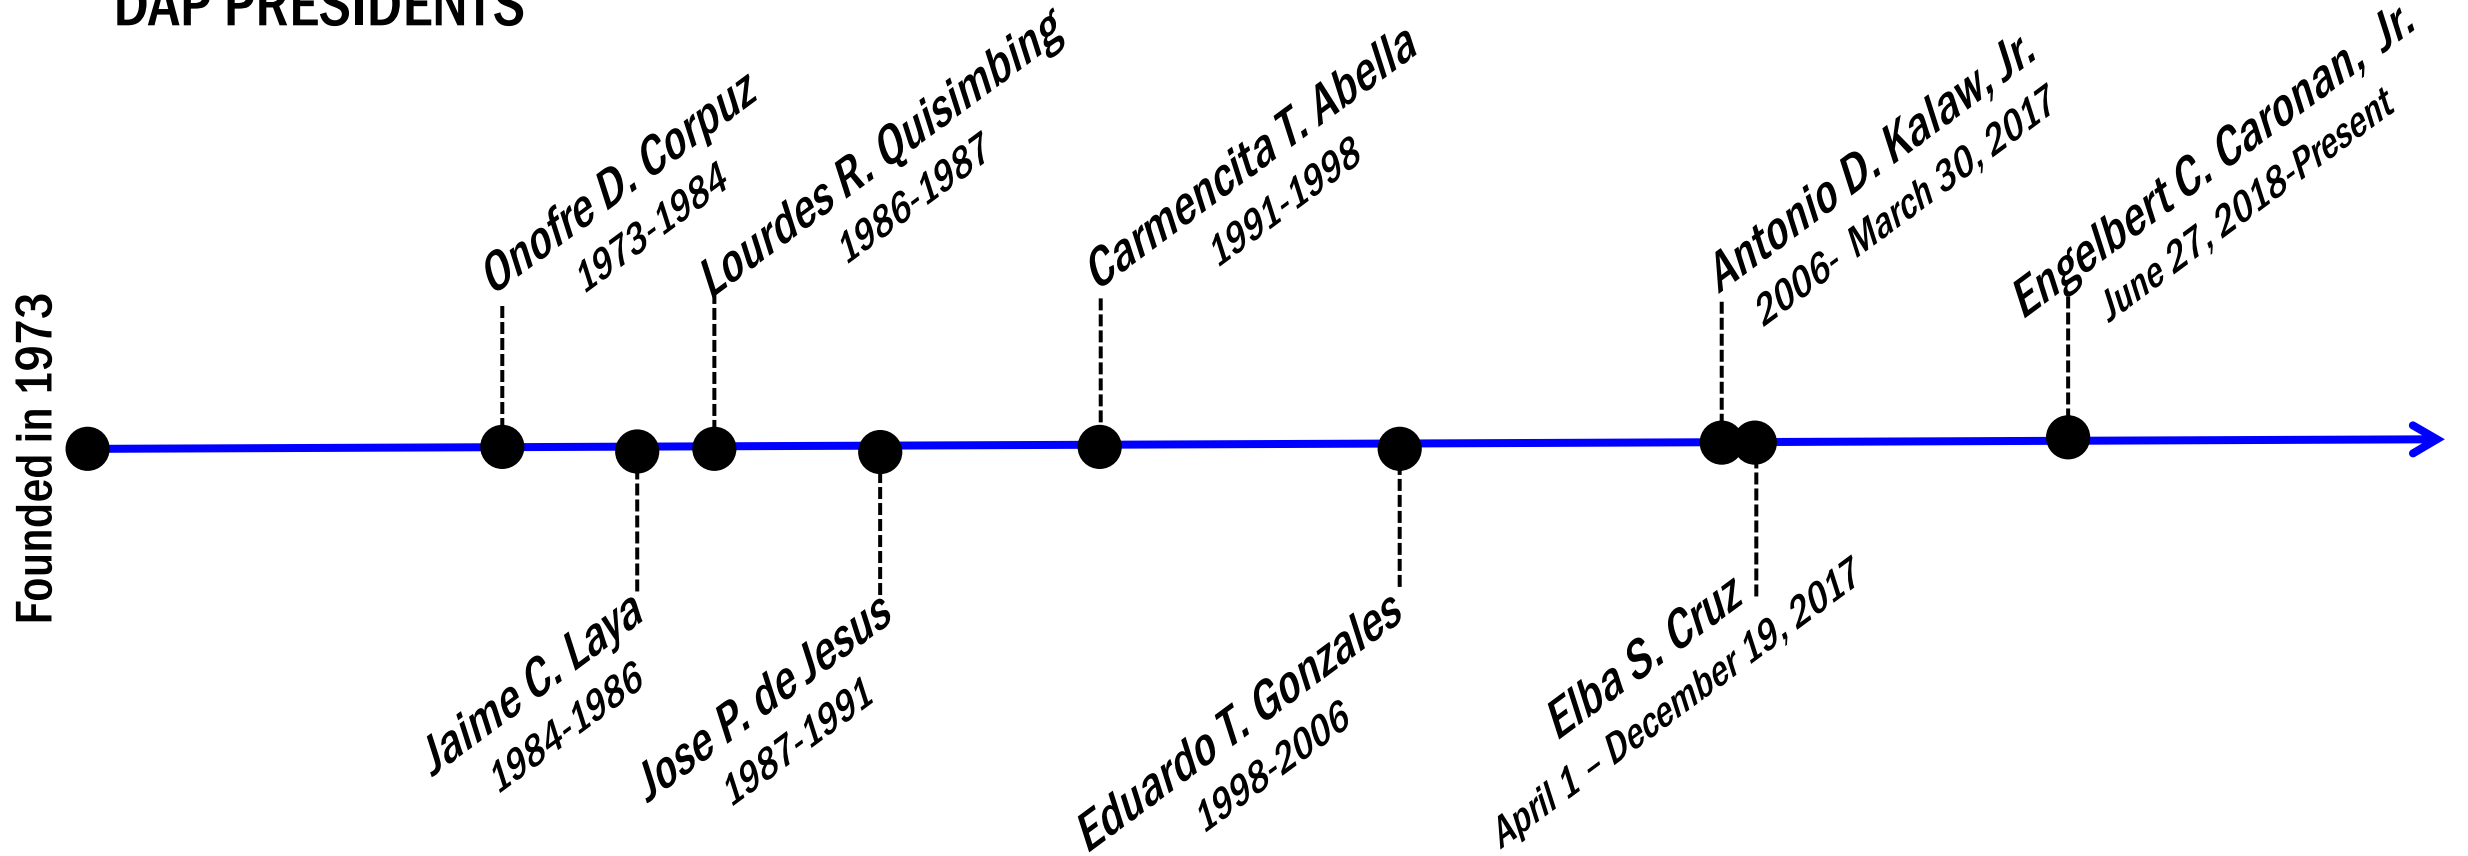 DAP PRESIDENTS
Founded in 1973
Onofre D. Corpuz
1973-1984
Jaime C. Laya
1984-1986
Lourdes R. Quisimbing
1986-1987
Jose P. de Jesus
1987-1991
Carmencita T. Abella
1991-1998
Eduardo T. Gonzales
1998-2006
Antonio D. Kalaw, Jr.
2006- March 30, 2017
Elba S. Cruz
April 1 – December 19, 2017
Engelbert C. Caronan, Jr.
June 27, 2018-Present